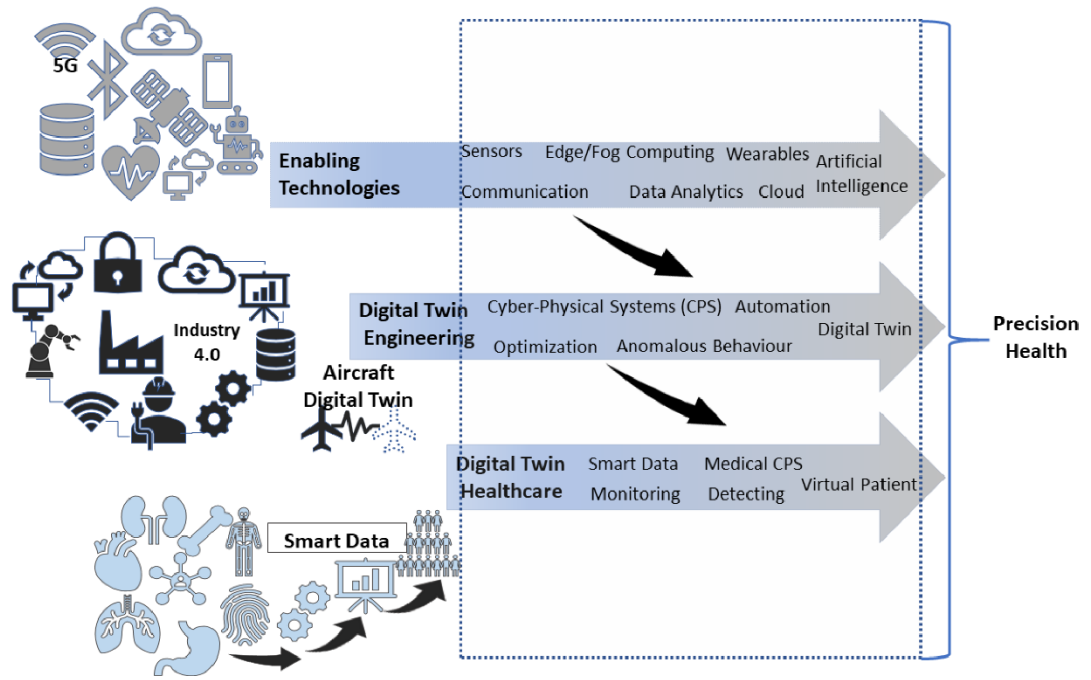 5G
Enabling
Technologies
Sensors Edge/Fog Computing Wearables
Communication Data Analytics Cloud
Artificial
Intelligence
Industry
4.0
Digital Twin
Engineering
Cyber-Physical Systems (CPS) Automation
Optimization Anomalous Behaviour
Digital Twin
Precision
Health
Aircraft
Digital Twin
Digital Twin
Healthcare
Smart Data Medical CPS
Monitoring Detecting
Virtual Patient
Smart Data